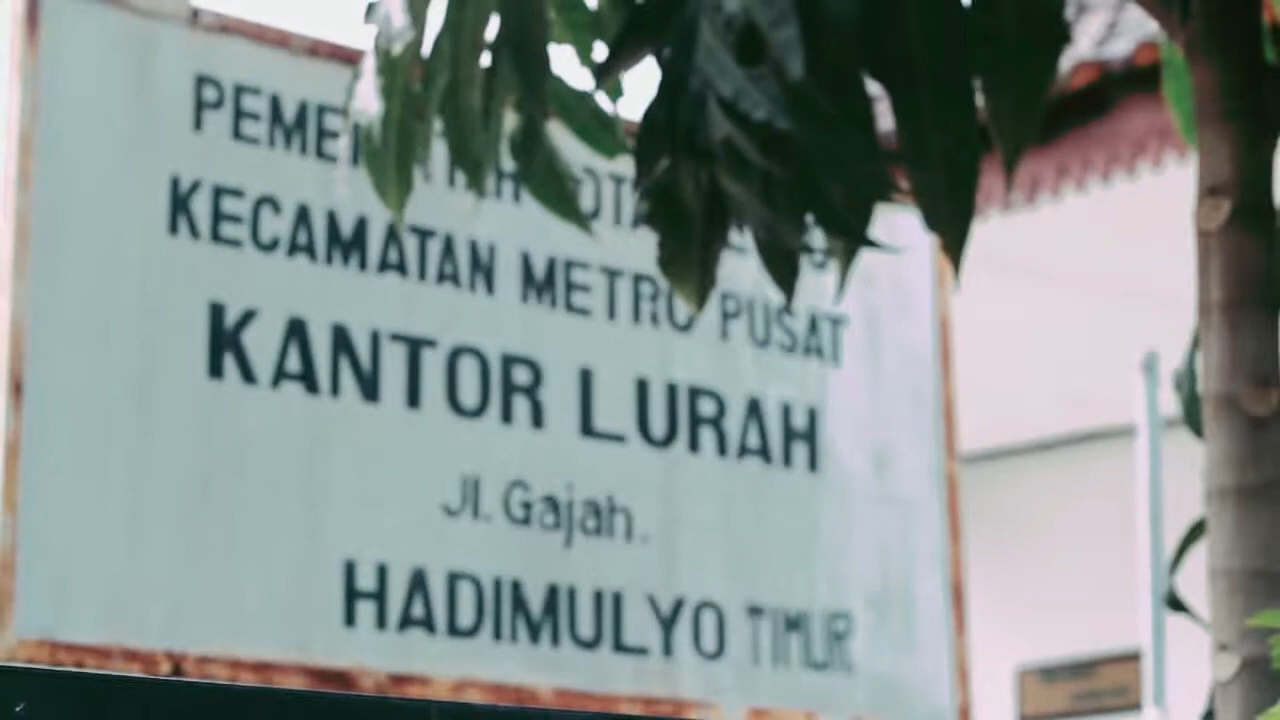 KECAMATAN METRO PUSAT
KANTOR LURAH
Jl. Gajah.
HADIMULYO TIMUR